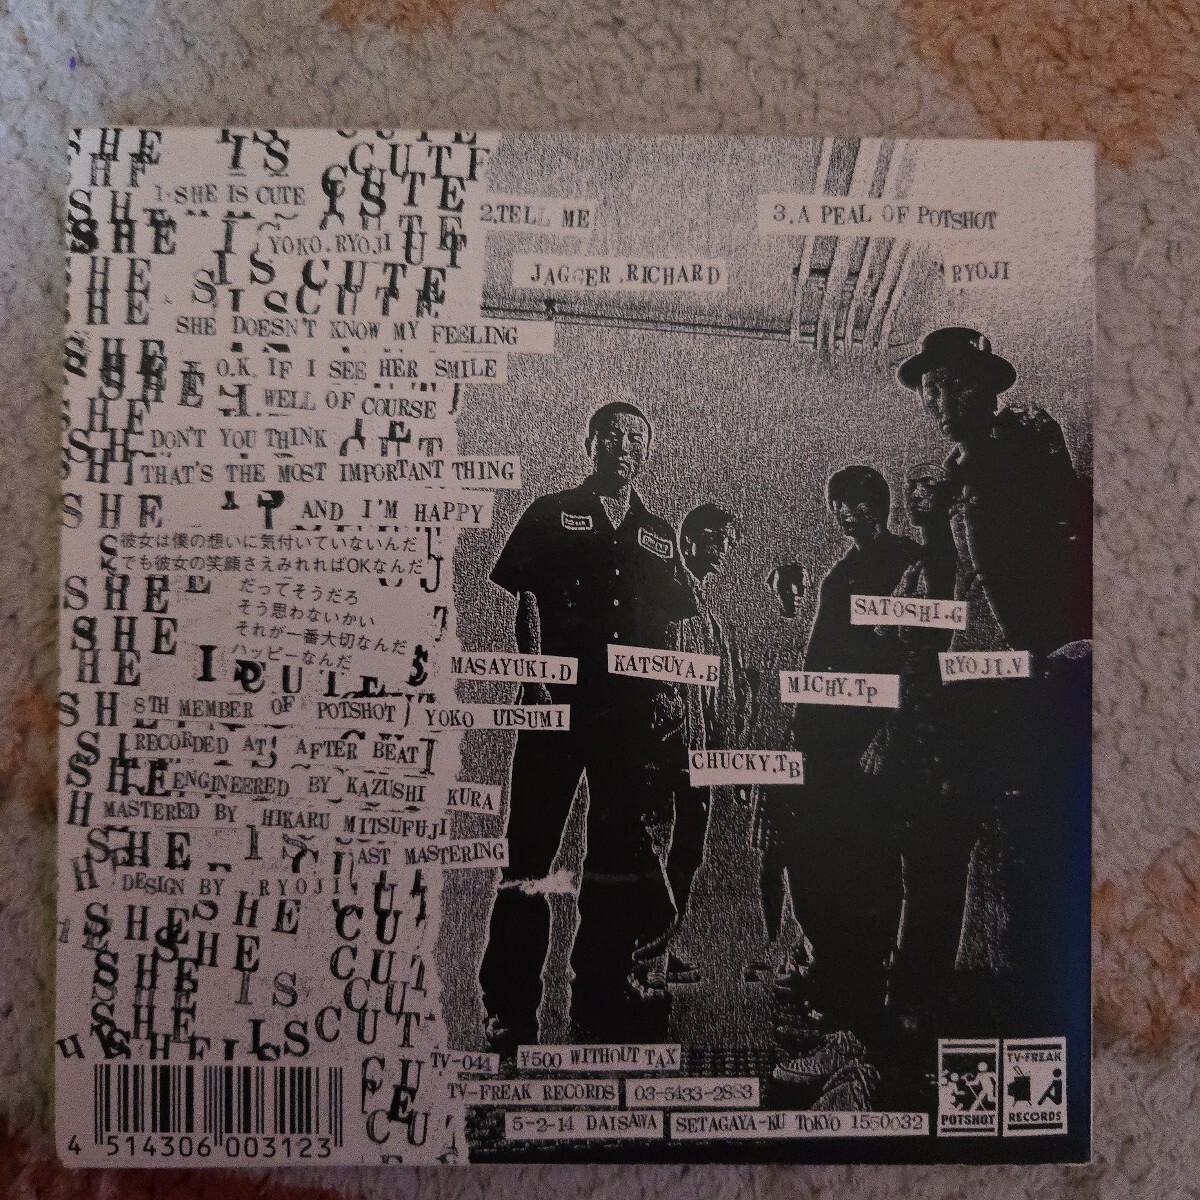 1.SHE IS CUTE
YOKO.RYOJI
2.TELL ME
JAGGER.RICHARD
3.A PEAL OF POTSHOT
RYOJI
SHE DOESN'T KNOW MY FEELING
O.K. IF I SEE HER SMILE
WELL OF COURSE
DON'T YOU THINK
THAT'S THE MOST IMPORTANT THING
AND I'M HAPPY
彼女は僕の想いに気付いていないんだ
でも彼女の笑顔さえみれればOKなんだ
だってそうだろ
そう思わないかい
それが一番大切なんだ
ハッピーなんだ
MASAYUKI.D
KATSUYA.B
CHUCKY.TB
MICHY.TP
SATOSHI.G
RYOJI.V
8TH MEMBER OF POTSHOT YOKO UTSUMI
RECORDED AT AFTER BEAT
ENGINEERED BY KAZUSHI KURA
MASTERED BY HIKARU MITSUFUJI
AST MASTERING
DESIGN BY RYOJI
SHE IS CUTE
TV-044 ¥500 WITHOUT TAX
TV-FREAK RECORDS 03-5433-2883
5-2-14 DAISAWA SETAGAYA-KU TOKYO 1550032
POTSHOT
TV-FREAK
RECORDS
4 514306 003123